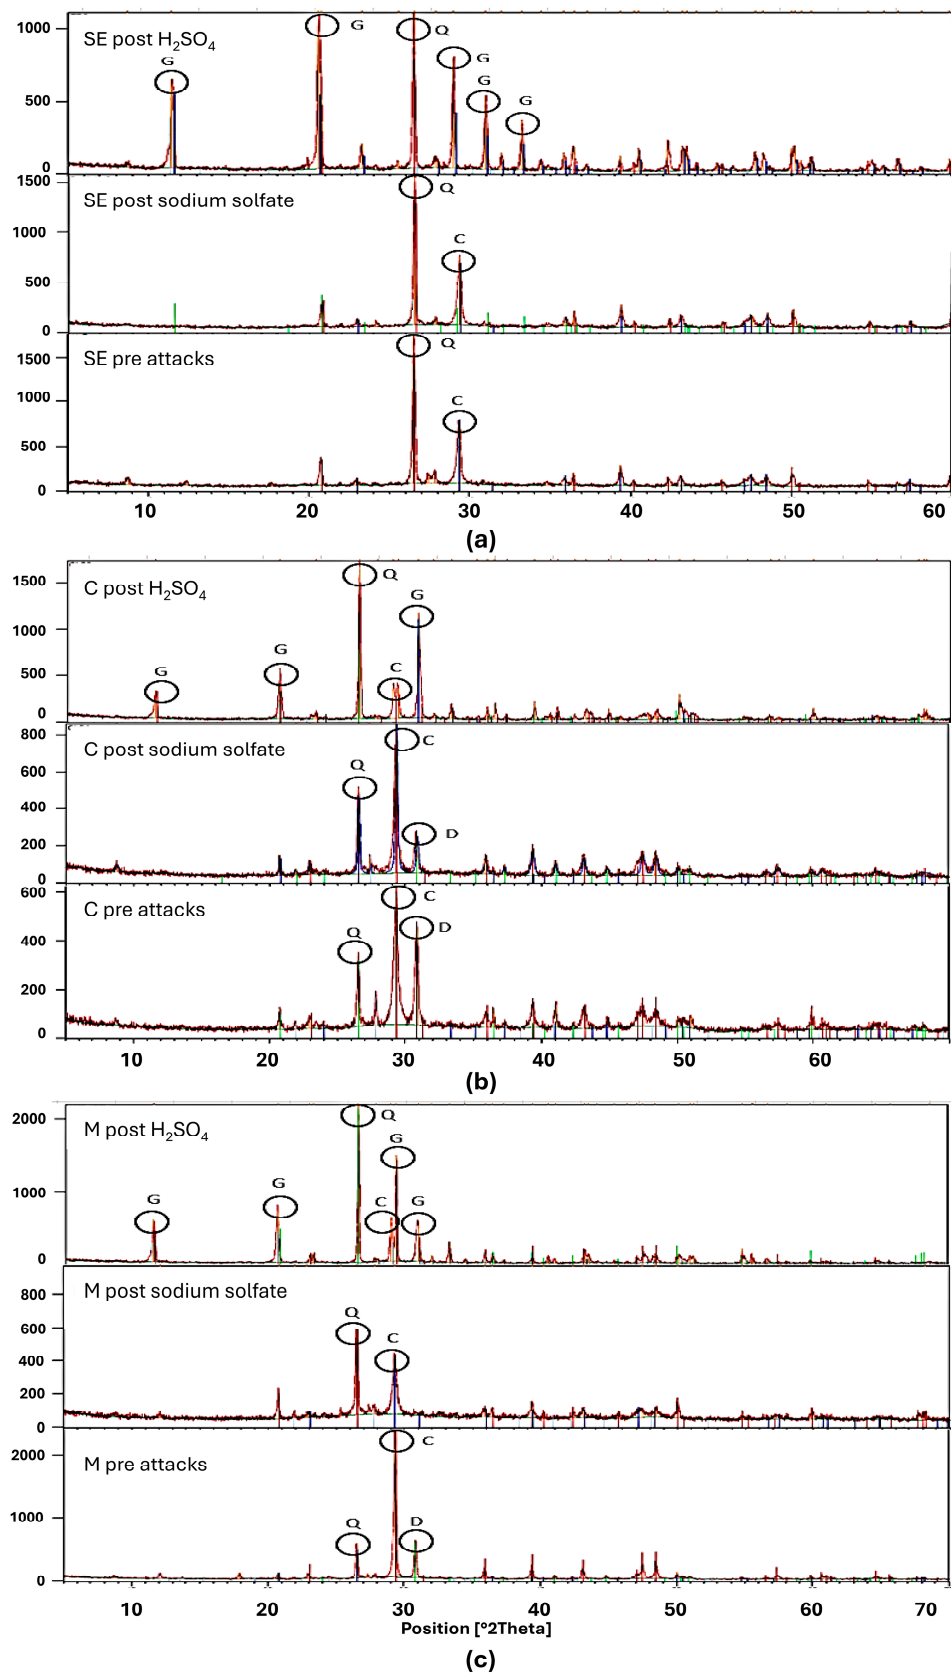 1000
500
0
SE post H₂SO₄
G
G
Q
G
G
G
1500
1000
500
0
SE post sodium solfate
Q
C
1500
1000
500
0
SE pre attacks
Q
C
10 20 30 40 50 60
(a)
1500
1000
500
0
C post H₂SO₄
G
G
Q
C
G
800
600
400
200
0
C post sodium solfate
Q
C
D
600
400
200
0
C pre attacks
Q
C
D
10 20 30 40 50 60
(b)
2000
1000
0
M post H₂SO₄
G
G
Q
C
G
G
800
600
400
200
0
M post sodium solfate
Q
C
2000
1000
0
M pre attacks
Q
C
D
10 20 30 40 50 60 70
Position [°2Theta]
(c)